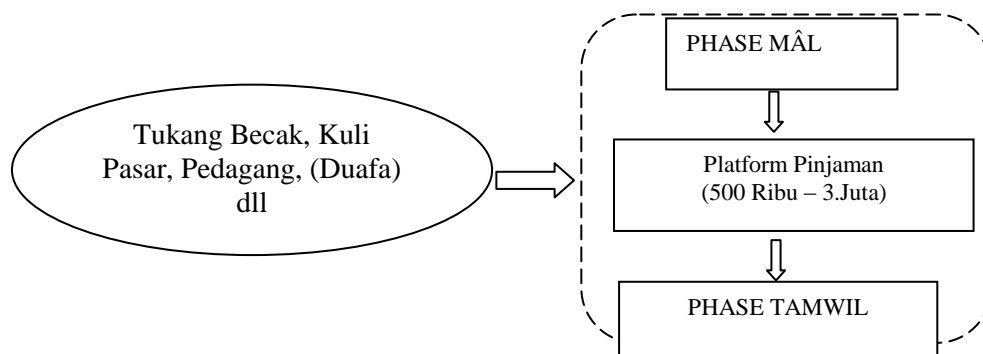 Tukang Becak, Kuli
Pasar, Pedagang, (Duafa)
dll
PHASE MÂL
Platform Pinjaman
(500 Ribu – 3.Juta)
PHASE TAMWIL